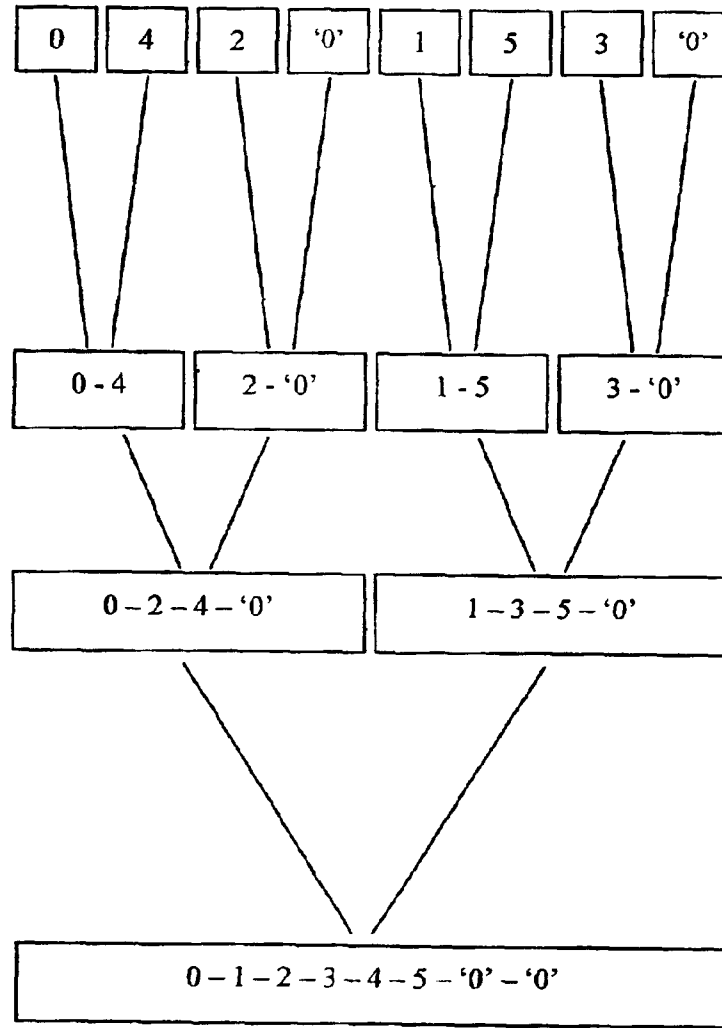 0 4 2 ‘0’ 1 5 3 ‘0’
0 - 4 2 - ‘0’ 1 - 5 3 - ‘0’
0 – 2 – 4 – ‘0’ 1 – 3 – 5 – ‘0’
0 – 1 – 2 – 3 – 4 – 5 – ‘0’ – ‘0’